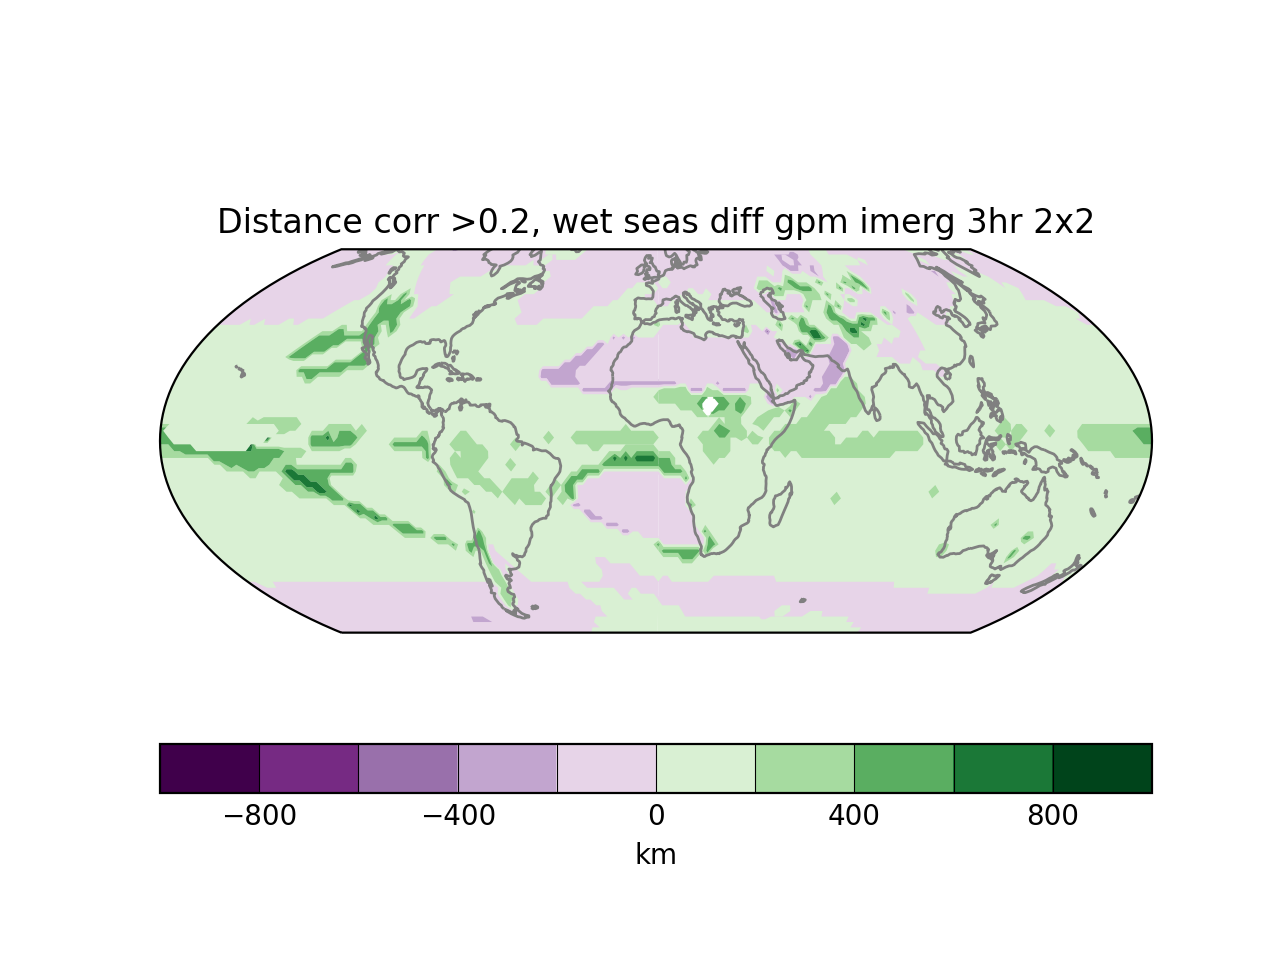 Distance corr >0.2, wet seas diff gpm imerg 3hr 2x2
−800 −400 0 400 800
km